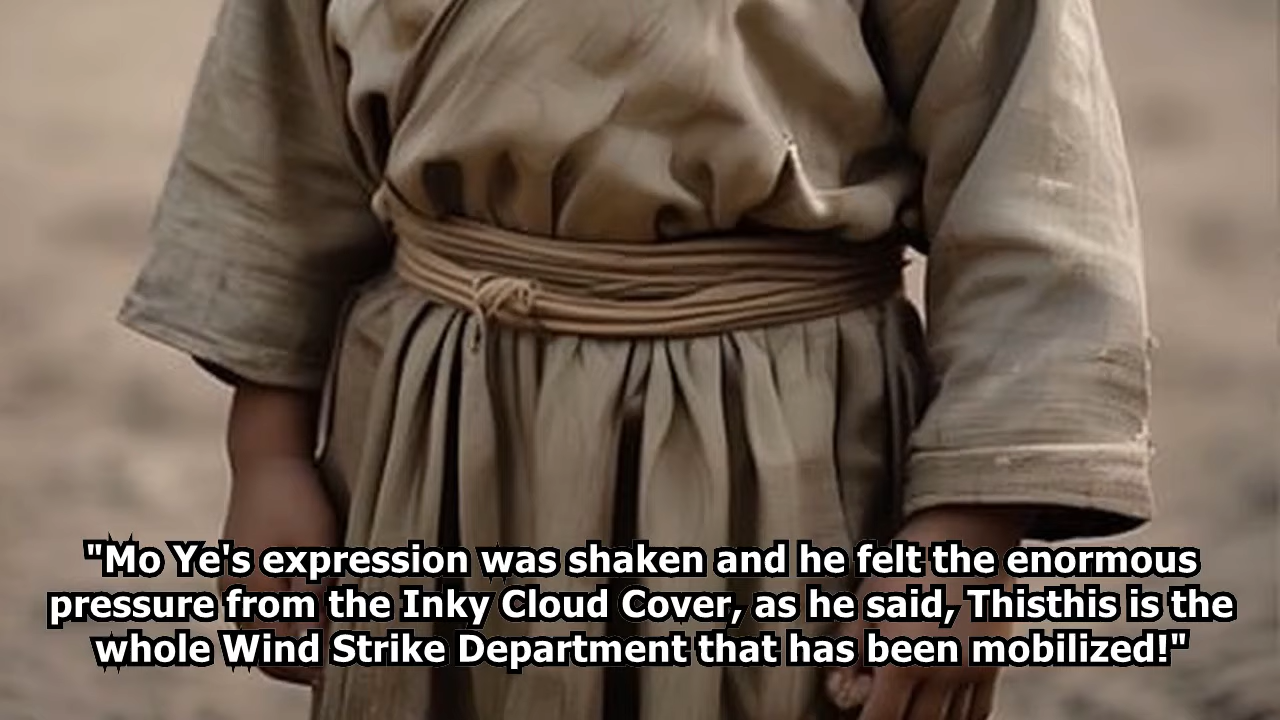 "Mo Ye's expression was shaken and he felt the enormous
pressure from the Inky Cloud Cover, as he said, Thisthis is the
whole Wind Strike Department that has been mobilized!"